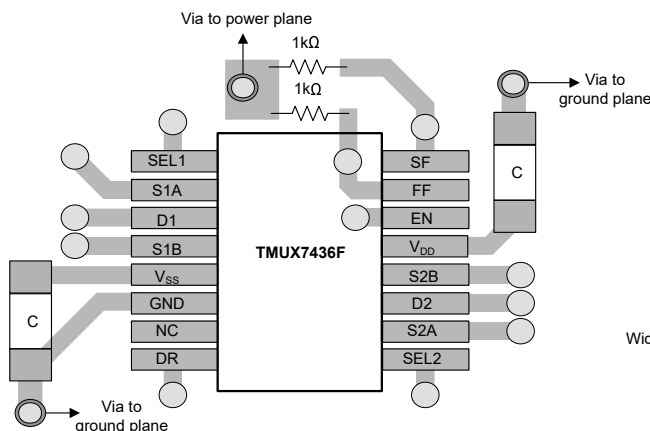 Via to power plane
1kΩ
1kΩ
Via to
ground plane
SEL1
S1A
D1
S1B
VSS
GND
NC
DR
TMUX7436F
SF
FF
EN
VDD
S2B
D2
S2A
SEL2
C
C
Via to
ground plane
Wid